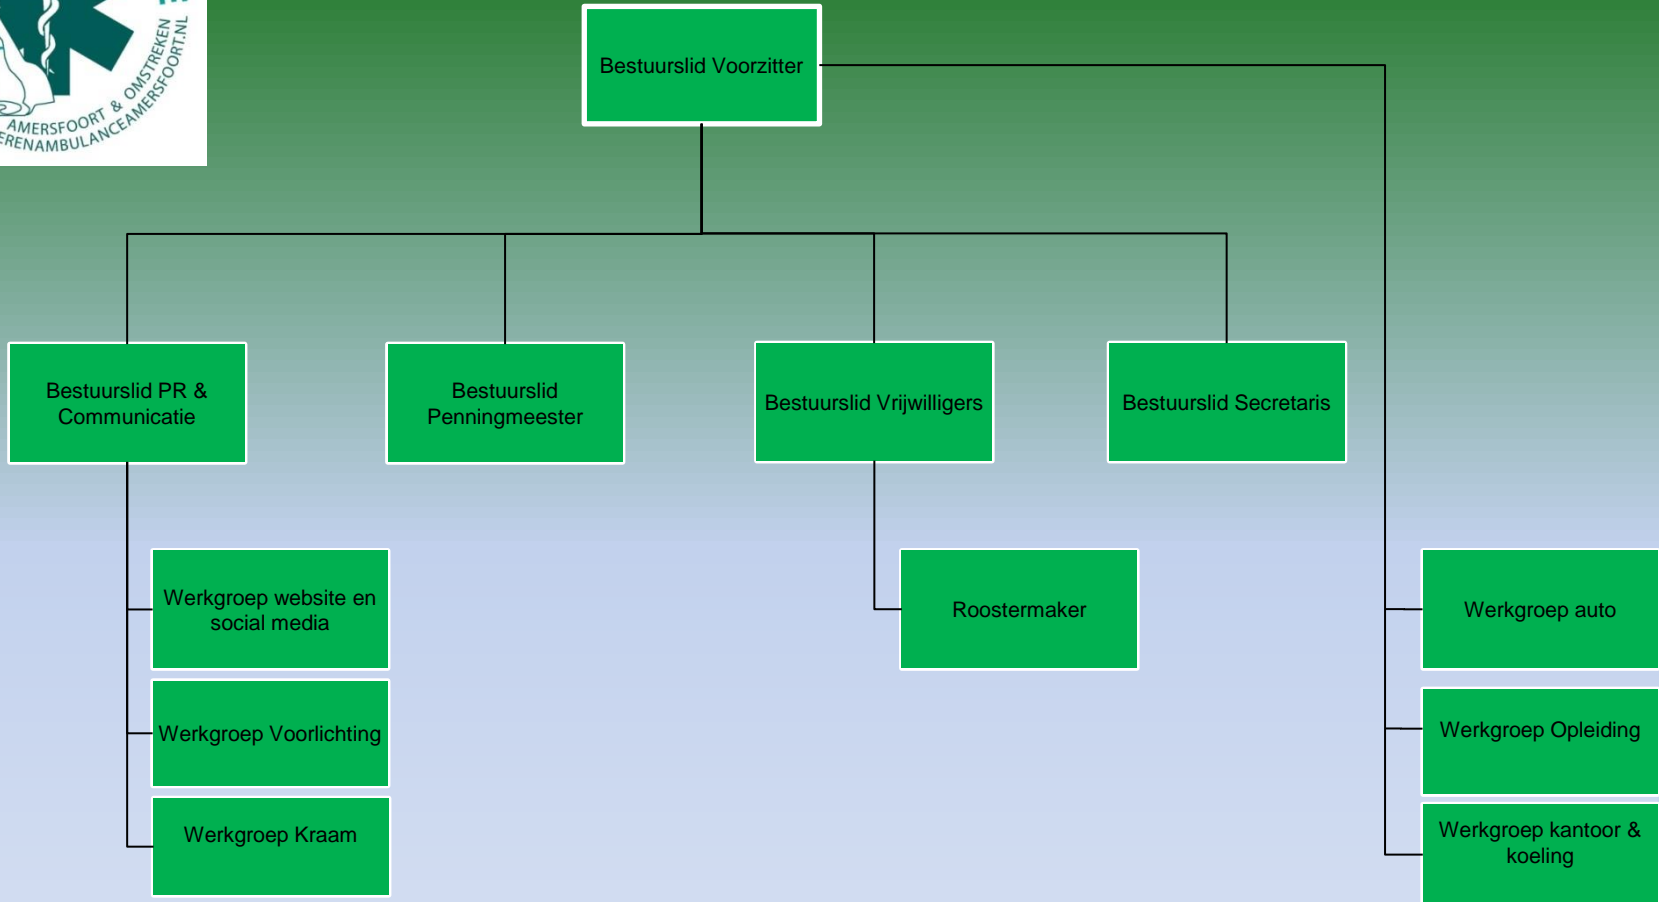 AMERSFOORT & OMSTREKEN
ERENAMBULANCEAMERSFOORT.NL
Bestuurslid Voorzitter
Bestuurslid PR &
Communicatie
Bestuurslid
Penningmeester
Bestuurslid Vrijwilligers
Bestuurslid Secretaris
Werkgroep website en
social media
Werkgroep Voorlichting
Werkgroep Kraam
Roostermaker
Werkgroep auto
Werkgroep Opleiding
Werkgroep kantoor &
koeling